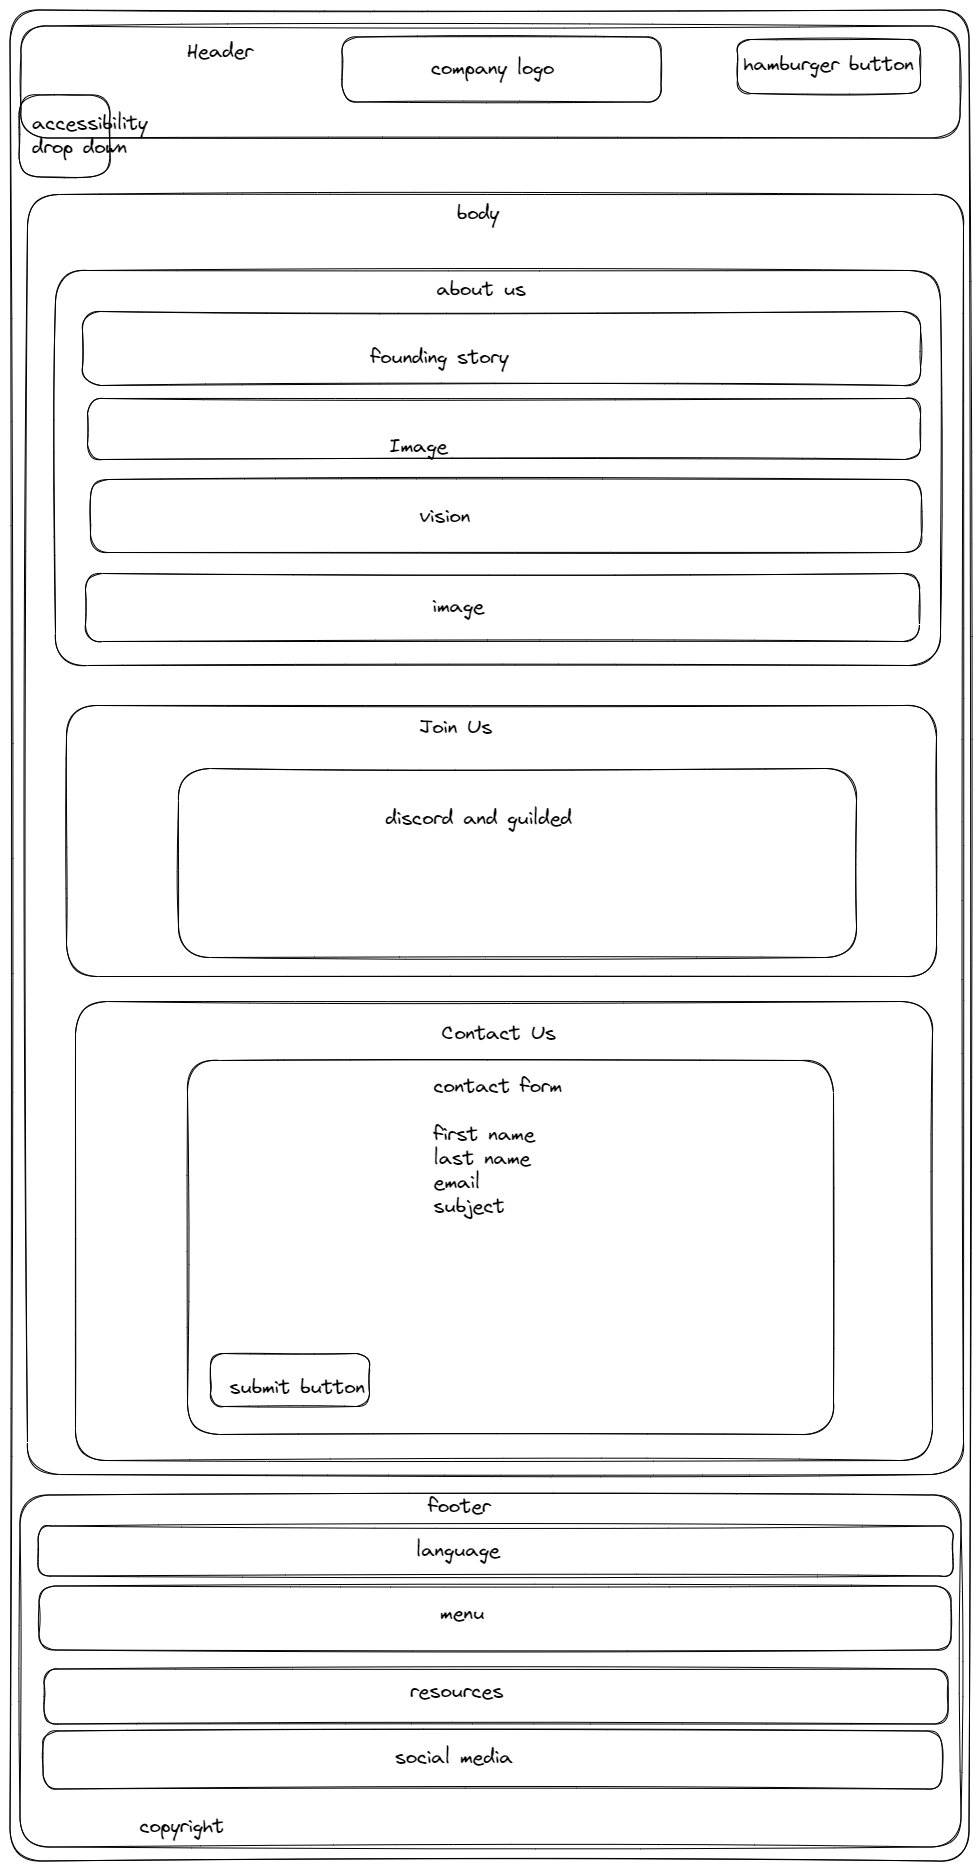 Header
company logo
hamburger button
accessibility
drop down
body
about us
founding story
Image
vision
image
Join Us
discord and guilded
Contact Us
contact form
first name
last name
email
subject
submit button
footer
language
menu
resources
social media
copyright